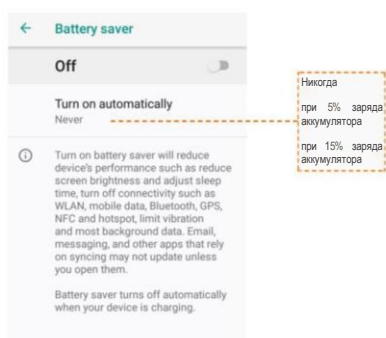 Battery saver
Off
Turn on automatically
Never
Turn on battery saver will reduce
device's performance such as reduce
screen brightness and adjust sleep
time, turn off connectivity such as
WLAN, mobile data, Bluetooth, GPS,
NFC and hotspot, limit vibration
and most background data. Email,
messaging, and other apps that rely
on syncing may not update unless
you open them.
Battery saver turns off automatically
when your device is charging.
Никогда
при 5% заряда
аккумулятора
при 15% заряда
аккумулятора